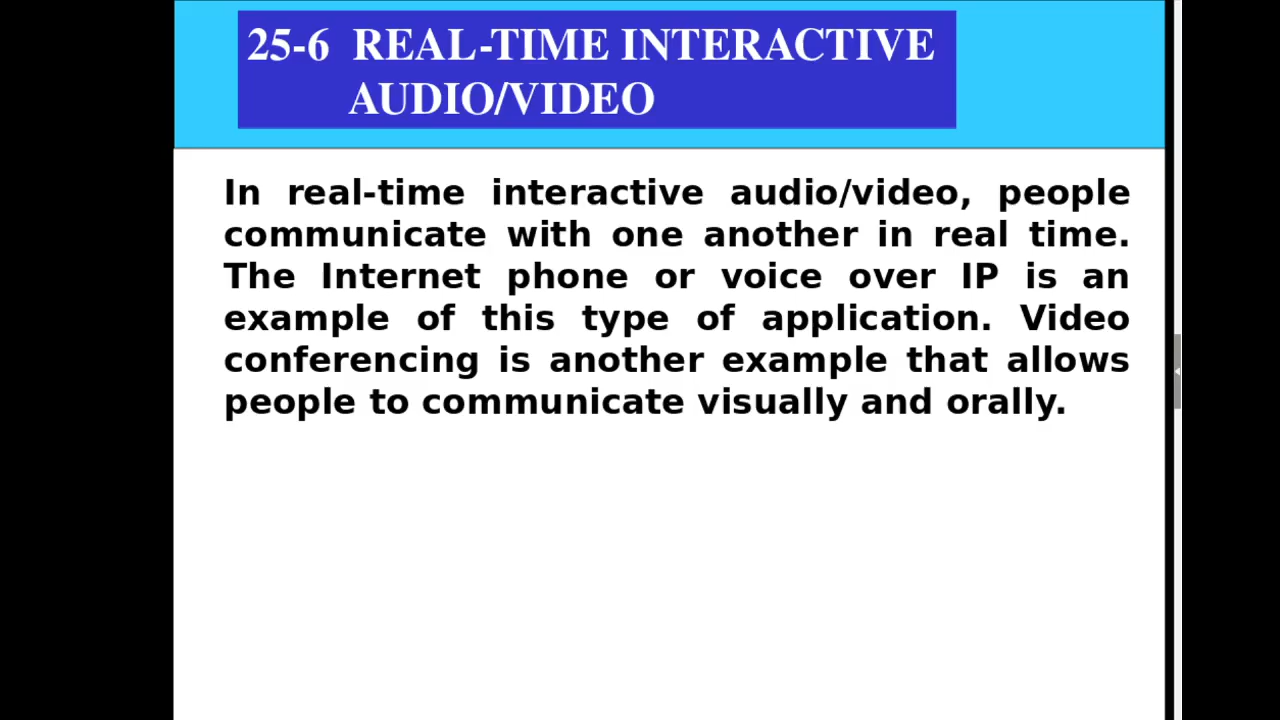 25-6 REAL-TIME INTERACTIVE
AUDIO/VIDEO
In real-time interactive audio/video, people
communicate with one another in real time.
The Internet phone or voice over IP is an
example of this type of application. Video
conferencing is another example that allows
people to communicate visually and orally.